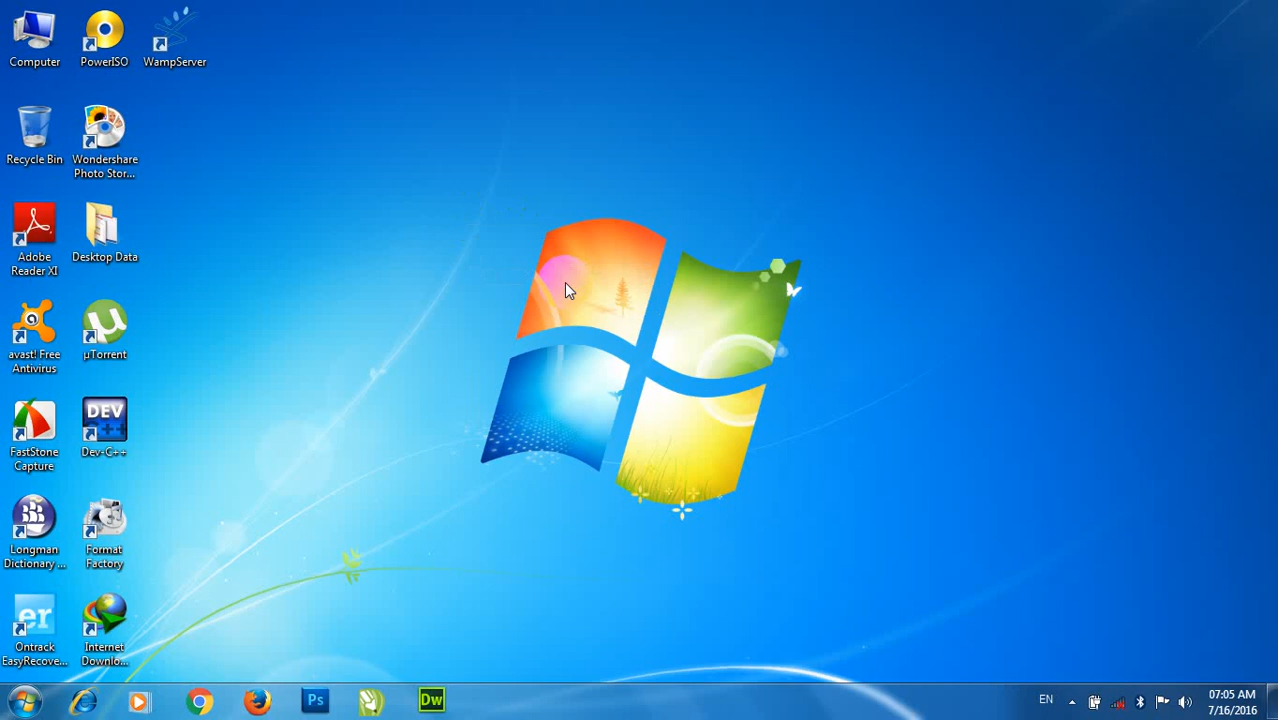 Computer
PowerISO
WampServer
Recycle Bin
Wondershare
Photo Stor...
Adobe
Reader XI
Desktop Data
avast! Free
Antivirus
µTorrent
FastStone
Capture
DEV
C++
Dev-C++
Longman
Dictionary ...
Format
Factory
er
Ontrack
EasyRecove...
Internet
Downlo...
Ps
Dw
EN
07:05 AM
7/16/2016